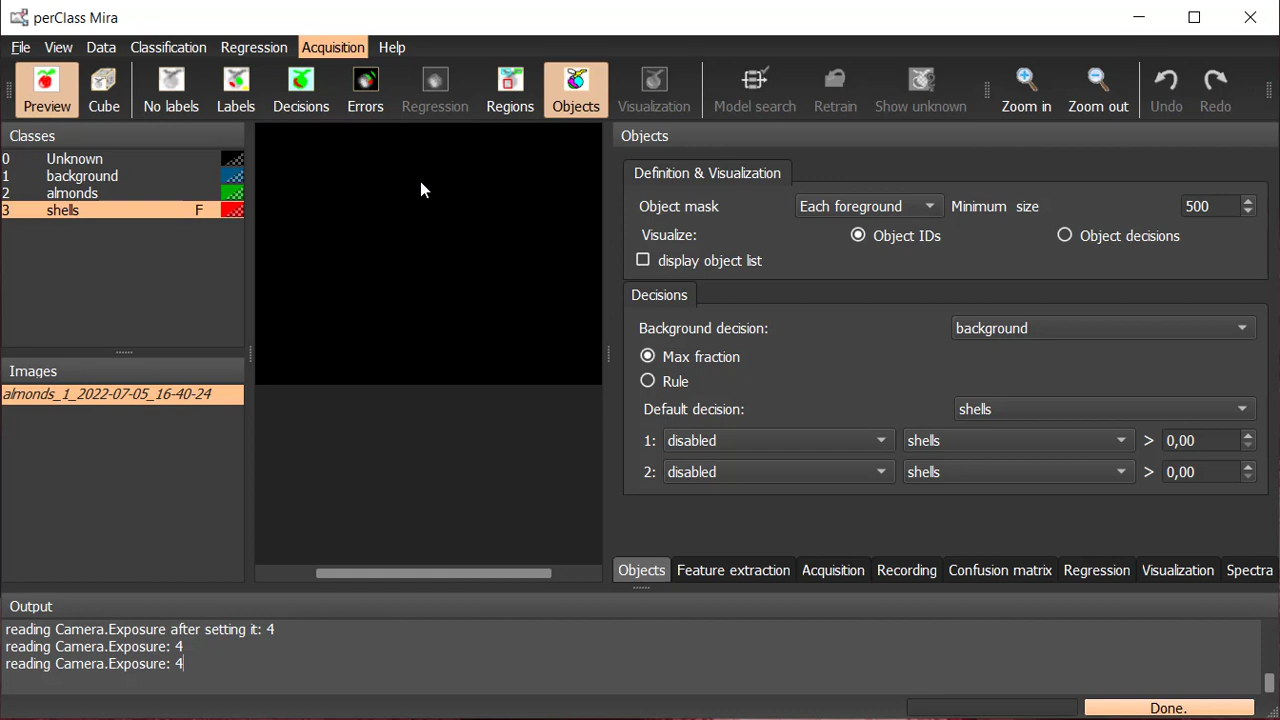 perClass Mira
File View Data Classification Regression Acquisition Help
Preview Cube No labels Labels Decisions Errors Regression Regions Objects Visualization Model search Retrain Show unknown Zoom in Zoom out Undo Redo
Classes
0 Unknown
1 background
2 almonds
3 shells F
Images
almonds_1_2022-07-05_16-40-24
Objects
Definition & Visualization
Object mask Each foreground Minimum size 500
Visualize: Object IDs Object decisions
display object list
Decisions
Background decision: background
Max fraction
Rule
Default decision: shells
1: disabled shells > 0,00
2: disabled shells > 0,00
Objects Feature extraction Acquisition Recording Confusion matrix Regression Visualization Spectra
Output
reading Camera.Exposure after setting it: 4
reading Camera.Exposure: 4
reading Camera.Exposure: 4
Done.